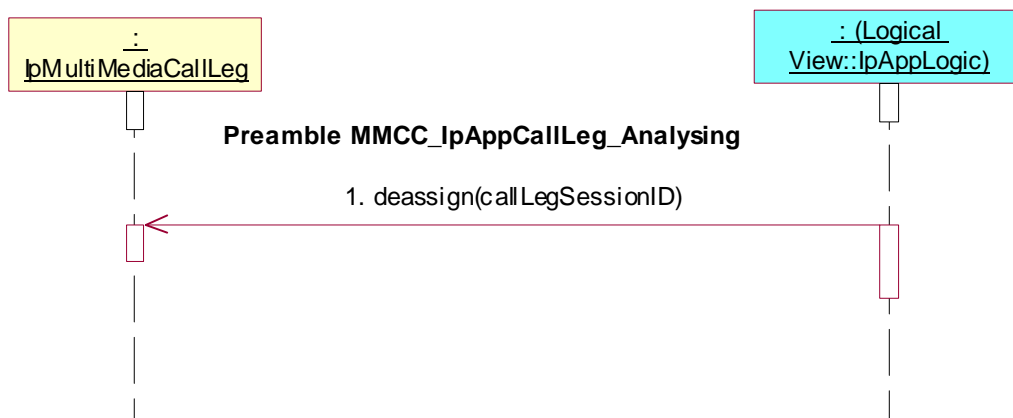 :
IpMultiMediaCallLeg
: (Logical
View::IpAppLogic)
Preamble MMCC_IpAppCallLeg_Analysing
1. deassign(callLegSessionID)